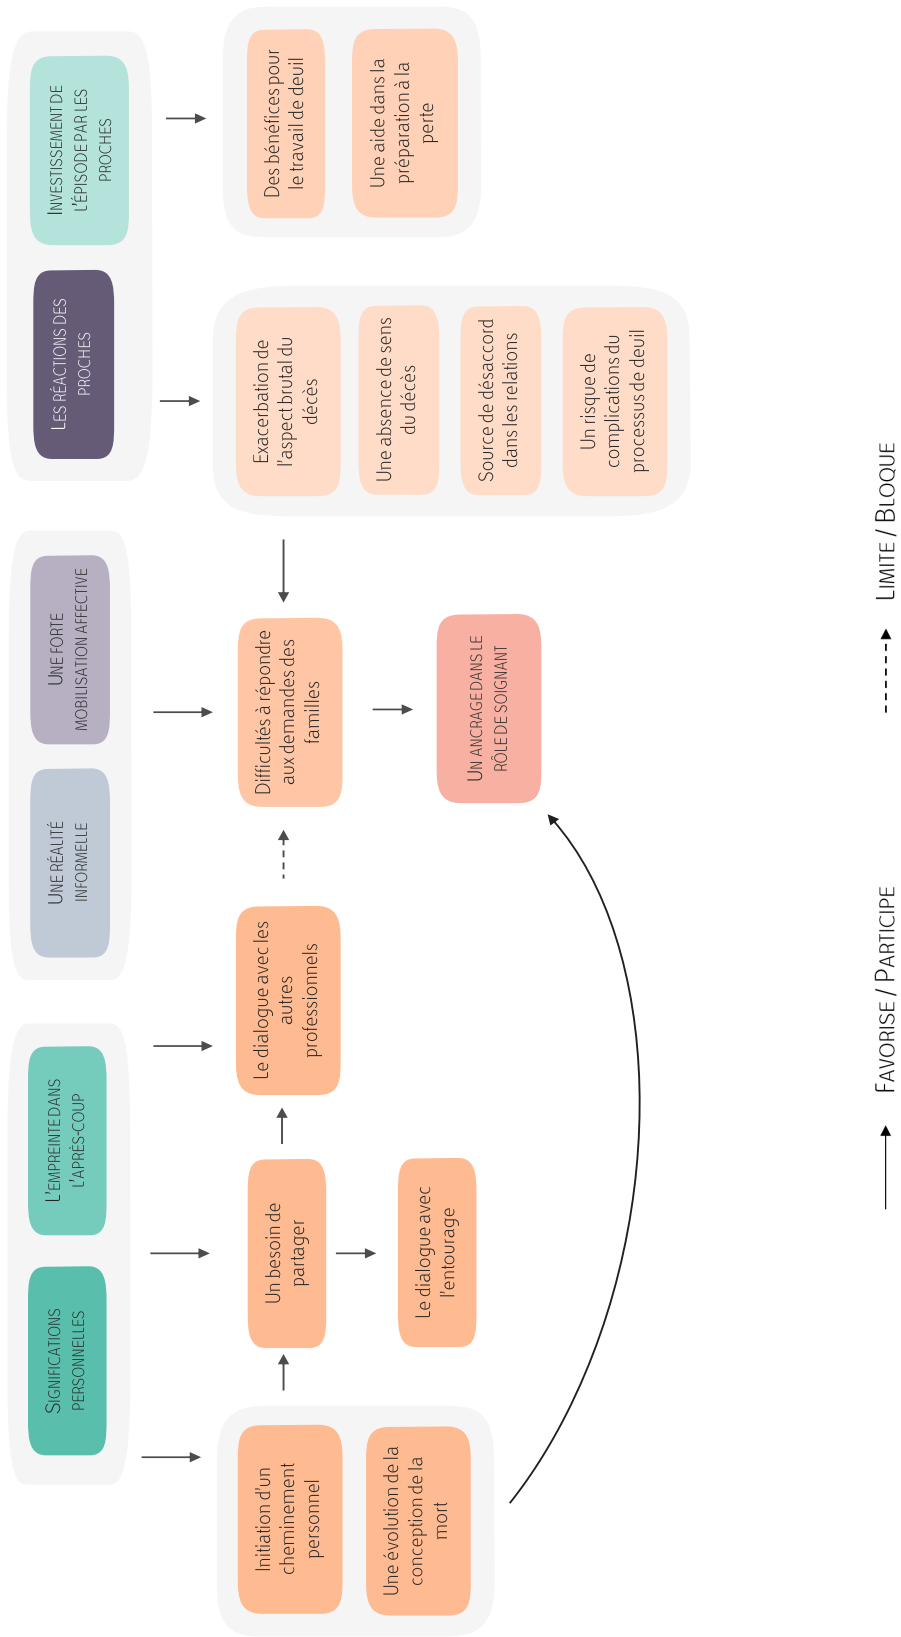 SIGNIFICATIONS
PERSONNELLES
L'EMPREINTE DANS
L'APRÈS-COUP
UNE RÉALITÉ
INFORMELLE
UNE FORTE
MOBILISATION AFFECTIVE
LES RÉACTIONS DES
PROCHES
INVESTISSEMENT DE
L'ÉPISODE PAR LES
PROCHES
Initiation d'un
cheminement
personnel
Une évolution de la
conception de la
mort
Un besoin de
partager
Le dialogue avec
l'entourage
Le dialogue avec les
autres
professionnels
Difficultés à répondre
aux demandes des
familles
UN ANCRAGE DANS LE
RÔLE DE SOIGNANT
Exacerbation de
l'aspect brutal du
décès
Une absence de sens
du décès
Source de désaccord
dans les relations
Un risque de
complications du
processus de deuil
Des bénéfices pour
le travail de deuil
Une aide dans la
préparation à la
perte
FAVORISE / PARTICIPE
LIMITE / BLOQUE